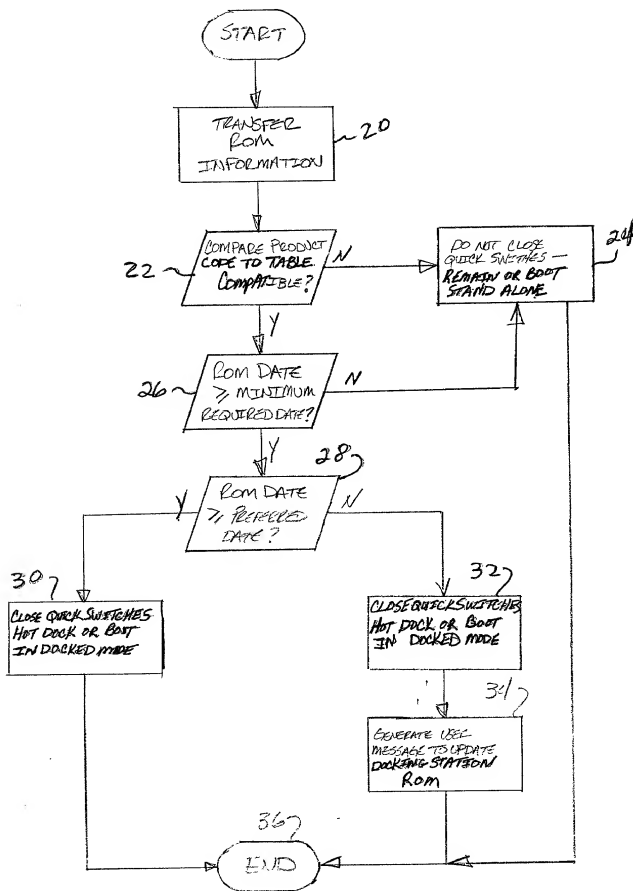 START
TRANSFER
ROM
INFORMATION
20
COMPARE PRODUCT
CODE TO TABLE
COMPATIBLE?
22
N
DO NOT CLOSE
QUICK SWITHES —
REMAIN OR BOOT
STAND ALONE
24
Y
ROM DATE
≥ MINIMUM
REQUIRED DATE?
26
N
Y
28
ROM DATE
≥ PREFERRED
DATE?
Y
N
30
CLOSE QUICK SWITCHES
HOT DOCK OR BOOT
IN DOCKED MODE
32
CLOSE QUICK SWITCHES
HOT DOCK OR BOOT
IN DOCKED MODE
34
GENERATE USER
MESSAGE TO UPDATE
DOCKING STATION
ROM
36
END